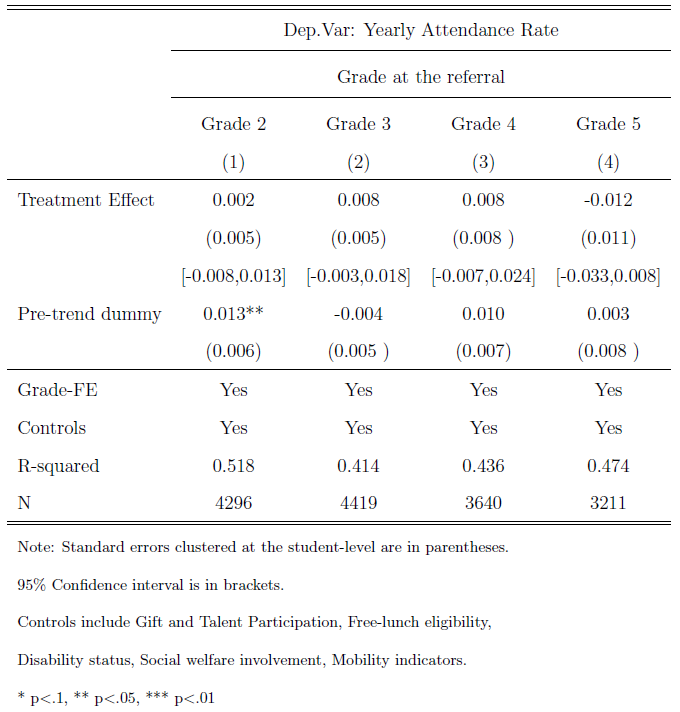 Dep.Var: Yearly Attendance Rate
Grade at the referral
Grade 2 Grade 3 Grade 4 Grade 5
(1) (2) (3) (4)
Treatment Effect 0.002 0.008 0.008 -0.012
(0.005) (0.005) (0.008 ) (0.011)
[-0.008,0.013] [-0.003,0.018] [-0.007,0.024] [-0.033,0.008]
Pre-trend dummy 0.013** -0.004 0.010 0.003
(0.006) (0.005 ) (0.007) (0.008 )
Grade-FE Yes Yes Yes Yes
Controls Yes Yes Yes Yes
R-squared 0.518 0.414 0.436 0.474
N 4296 4419 3640 3211
Note: Standard errors clustered at the student-level are in parentheses.
95% Confidence interval is in brackets.
Controls include Gift and Talent Participation, Free-lunch eligibility,
Disability status, Social welfare involvement, Mobility indicators.
* p<.1, ** p<.05, *** p<.01